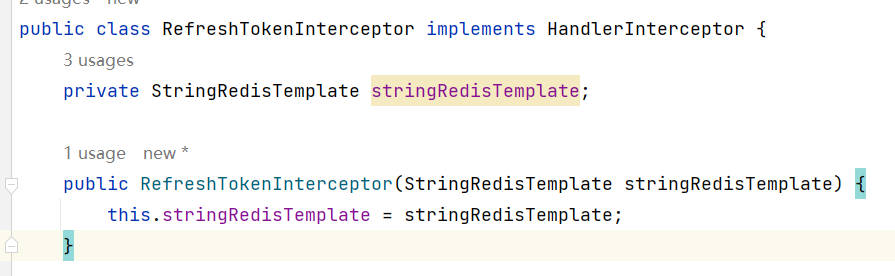 2 usages new *
public class RefreshTokenInterceptor implements HandlerInterceptor {
3 usages
private StringRedisTemplate stringRedisTemplate;
1 usage new *
public RefreshTokenInterceptor(StringRedisTemplate stringRedisTemplate) {
this.stringRedisTemplate = stringRedisTemplate;
}